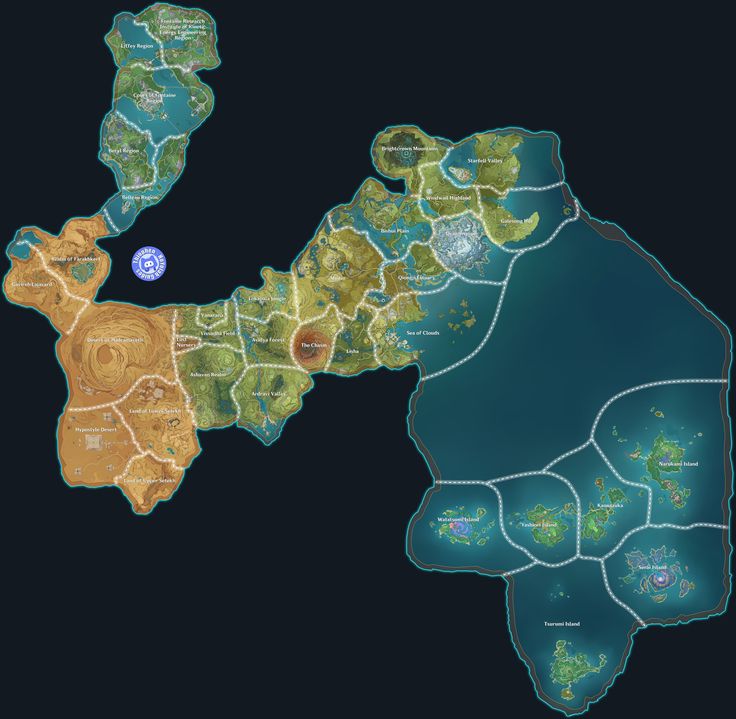 Fontaine Research
Institute of Kinetic
Energy Engineering
Region
Liffey Region
Court of Fontaine
Region
Beryl Region
Belleau Region
Brightcrown Mountains
Starfell Valley
Windwail Highland
Galesong Hill
Bishui Plain
Minlin
Qiongji Estuary
Sea of Clouds
Lisha
The Chasm
Realm of Farakhkert
Gavireh Lajavard
Desert of Hadramaveth
Vanarana
Vissudha Field
Lost
Nursery
Lokapala Jungle
Avidya Forest
Ashavan Realm
Ardravi Valley
Land of Lower Setekh
Hypostyle Desert
Land of Upper Setekh
Narukami Island
Kannazuka
Yashiori Island
Watatsumi Island
Seirai Island
Tsurumi Island